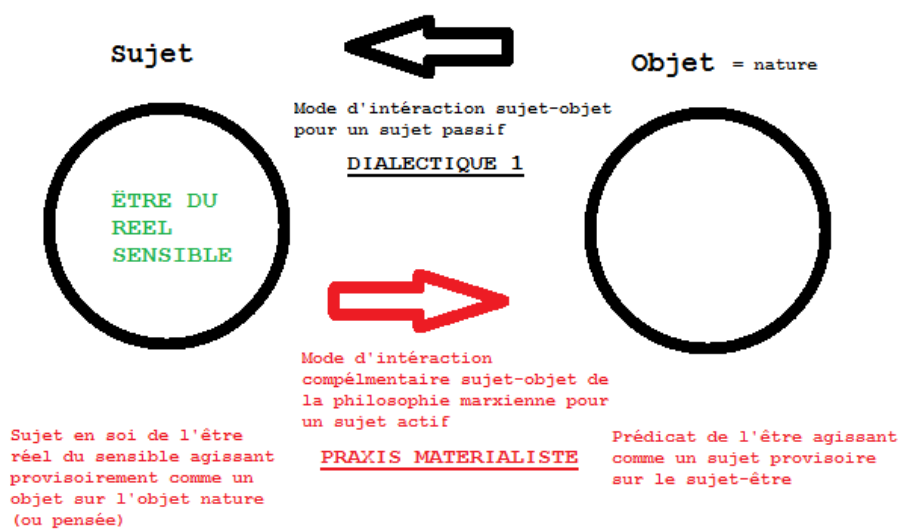 Sujet
Objet = nature
Mode d'intéraction sujet-objet
pour un sujet passif
DIALECTIQUE 1
ËTRE DU
REEL
SENSIBLE
Mode d'intéraction
compélmentaire sujet-objet de
la philosophie marxienne pour
un sujet actif
PRAXIS MATERIALISTE
Sujet en soi de l'être
réel du sensible agissant
provisoirement comme un
objet sur l'objet nature
(ou pensée)
Prédicat de l'être agissant
comme un sujet provisoire
sur le sujet-être